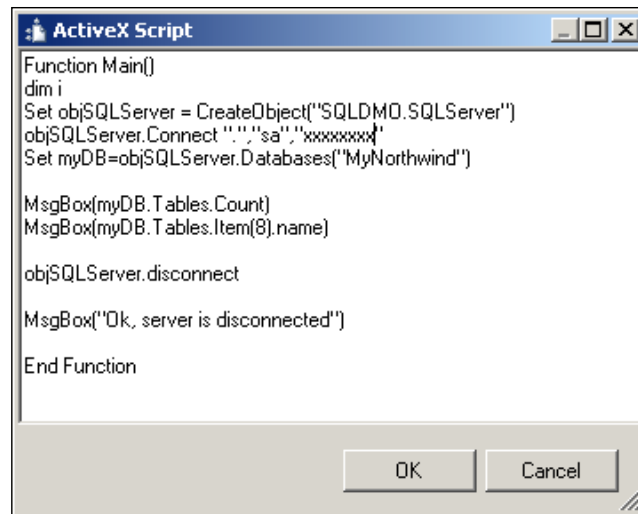 ActiveX Script
Function Main()
dim i
Set objSQLServer = CreateObject("SQLDMO.SQLServer")
objSQLServer.Connect ".","sa","xxxxxxxx"
Set myDB=objSQLServer.Databases("MyNorthwind")
MsgBox(myDB.Tables.Count)
MsgBox(myDB.Tables.Item(8).name)
objSQLServer.disconnect
MsgBox("Ok, server is disconnected")
End Function
OK Cancel